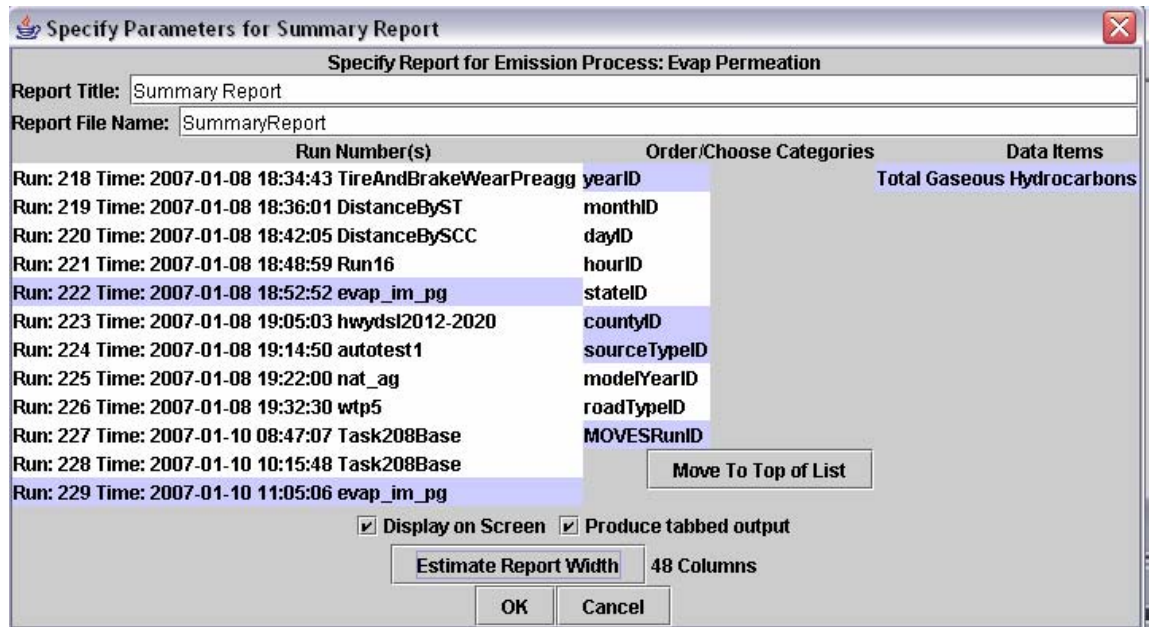 Specify Parameters for Summary Report
Specify Report for Emission Process: Evap Permeation
Report Title: Summary Report
Report File Name: SummaryReport
Run Number(s) Order/Choose Categories Data Items
Run: 218 Time: 2007-01-08 18:34:43 TireAndBrakeWearPreagg yearID Total Gaseous Hydrocarbons
Run: 219 Time: 2007-01-08 18:36:01 DistanceByST monthID
Run: 220 Time: 2007-01-08 18:42:05 DistanceBySCC dayID
Run: 221 Time: 2007-01-08 18:48:59 Run16 hourID
Run: 222 Time: 2007-01-08 18:52:52 evap_im_pg stateID
Run: 223 Time: 2007-01-08 19:05:03 hwydsl2012-2020 countyID
Run: 224 Time: 2007-01-08 19:14:50 autotest1 sourceTypeID
Run: 225 Time: 2007-01-08 19:22:00 nat_ag modelYearID
Run: 226 Time: 2007-01-08 19:32:30 wtp5 roadTypeID
Run: 227 Time: 2007-01-10 08:47:07 Task208Base MOVESRunID
Run: 228 Time: 2007-01-10 10:15:48 Task208Base Move To Top of List
Run: 229 Time: 2007-01-10 11:05:06 evap_im_pg
Display on Screen Produce tabbed output
Estimate Report Width 48 Columns
OK Cancel